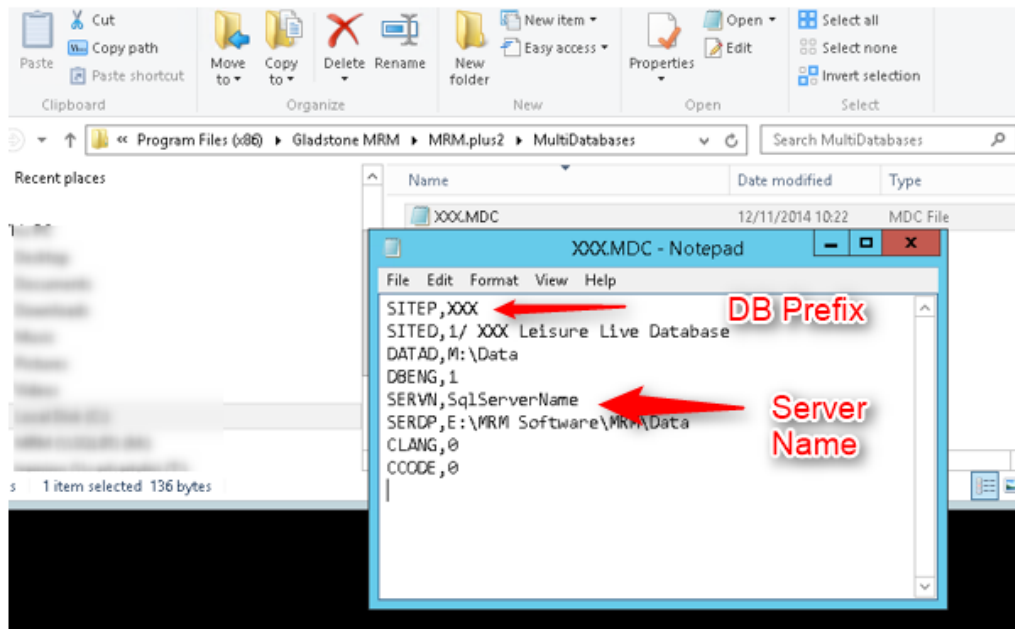 Cut
Copy path
Paste shortcut
Paste
Move to
Copy to
Delete
Rename
New folder
New item
Easy access
Properties
Open
Edit
Select all
Select none
Invert selection
Clipboard
Organize
New
Open
Select
« Program Files (x86) Gladstone MRM MRM.plus2 MultiDatabases
Search MultiDatabases
Recent places
Name Date modified Type
XXX.MDC 12/11/2014 10:22 MDC File
XXX.MDC - Notepad
File Edit Format View Help
SITEP,XXX
DB Prefix
SITED,1/ XXX Leisure Live Database
DATAD,M:\Data
DBENG,1
SERVN,SqlServerName
Server
Name
SERDP,E:\MRM Software\MRM\Data
CLANG,0
CCODE,0
s 1 item selected 136 bytes